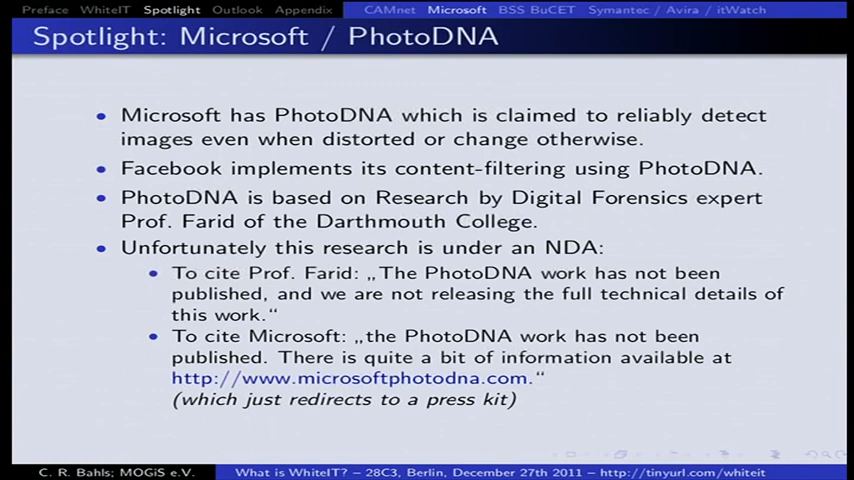 Preface WhiteIT Spotlight Outlook Appendix CAMnet Microsoft BSS BuCET Symantec / Avira / itWatch
Spotlight: Microsoft / PhotoDNA
• Microsoft has PhotoDNA which is claimed to reliably detect
images even when distorted or change otherwise.
• Facebook implements its content-filtering using PhotoDNA.
• PhotoDNA is based on Research by Digital Forensics expert
Prof. Farid of the Darthmouth College.
• Unfortunately this research is under an NDA:
• To cite Prof. Farid: „The PhotoDNA work has not been
published, and we are not releasing the full technical details of
this work.“
• To cite Microsoft: „the PhotoDNA work has not been
published. There is quite a bit of information available at
http://www.microsoftphotodna.com.“
(which just redirects to a press kit)
C. R. Bahls; MOGiS e.V. What is WhiteIT? – 28C3, Berlin, December 27th 2011 – http://tinyurl.com/whiteit